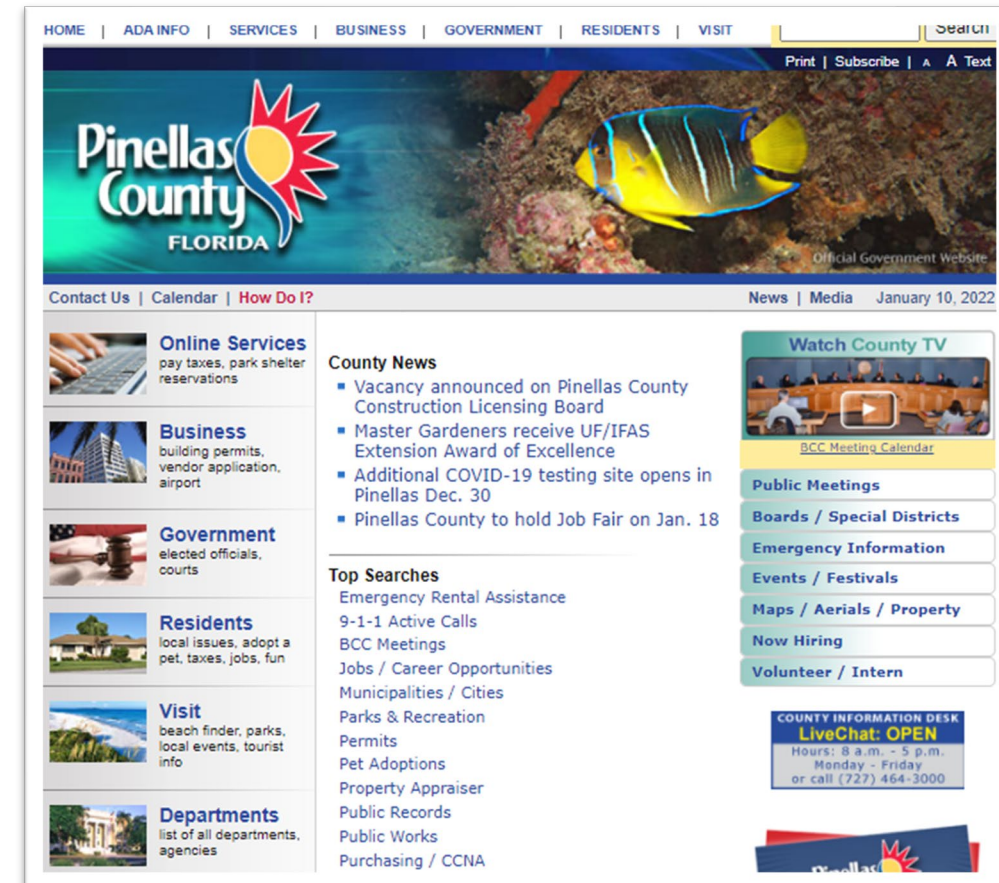 HOME | ADA INFO | SERVICES | BUSINESS | GOVERNMENT | RESIDENTS | VISIT
Search
Print | Subscribe | A A Text
Pinellas
County
FLORIDA
Official Government Website
Contact Us | Calendar | How Do I?
News | Media January 10, 2022
Online Services
pay taxes, park shelter
reservations
Business
building permits,
vendor application,
airport
Government
elected officials,
courts
Residents
local issues, adopt a
pet, taxes, jobs, fun
Visit
beach finder, parks,
local events, tourist
info
Departments
list of all departments,
agencies
County News
Vacancy announced on Pinellas County
Construction Licensing Board
Master Gardeners receive UF/IFAS
Extension Award of Excellence
Additional COVID-19 testing site opens in
Pinellas Dec. 30
Pinellas County to hold Job Fair on Jan. 18
Top Searches
Emergency Rental Assistance
9-1-1 Active Calls
BCC Meetings
Jobs / Career Opportunities
Municipalities / Cities
Parks & Recreation
Permits
Pet Adoptions
Property Appraiser
Public Records
Public Works
Purchasing / CCNA
Watch County TV
BCC Meeting Calendar
Public Meetings
Boards / Special Districts
Emergency Information
Events / Festivals
Maps / Aerials / Property
Now Hiring
Volunteer / Intern
COUNTY INFORMATION DESK
LiveChat: OPEN
Hours: 8 a.m. - 5 p.m.
Monday - Friday
or call (727) 464-3000
Pinellas